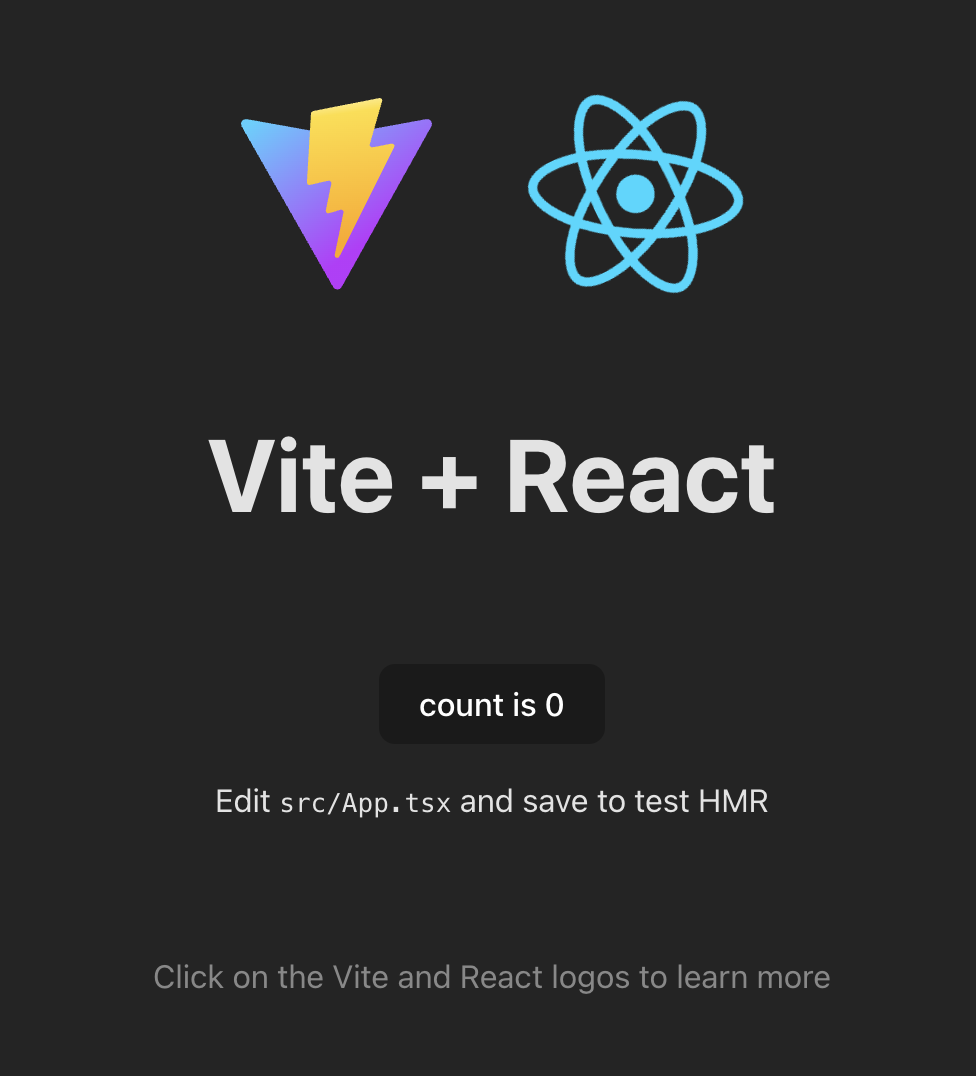 Vite + React
count is 0
Edit src/App.tsx and save to test HMR
Click on the Vite and React logos to learn more